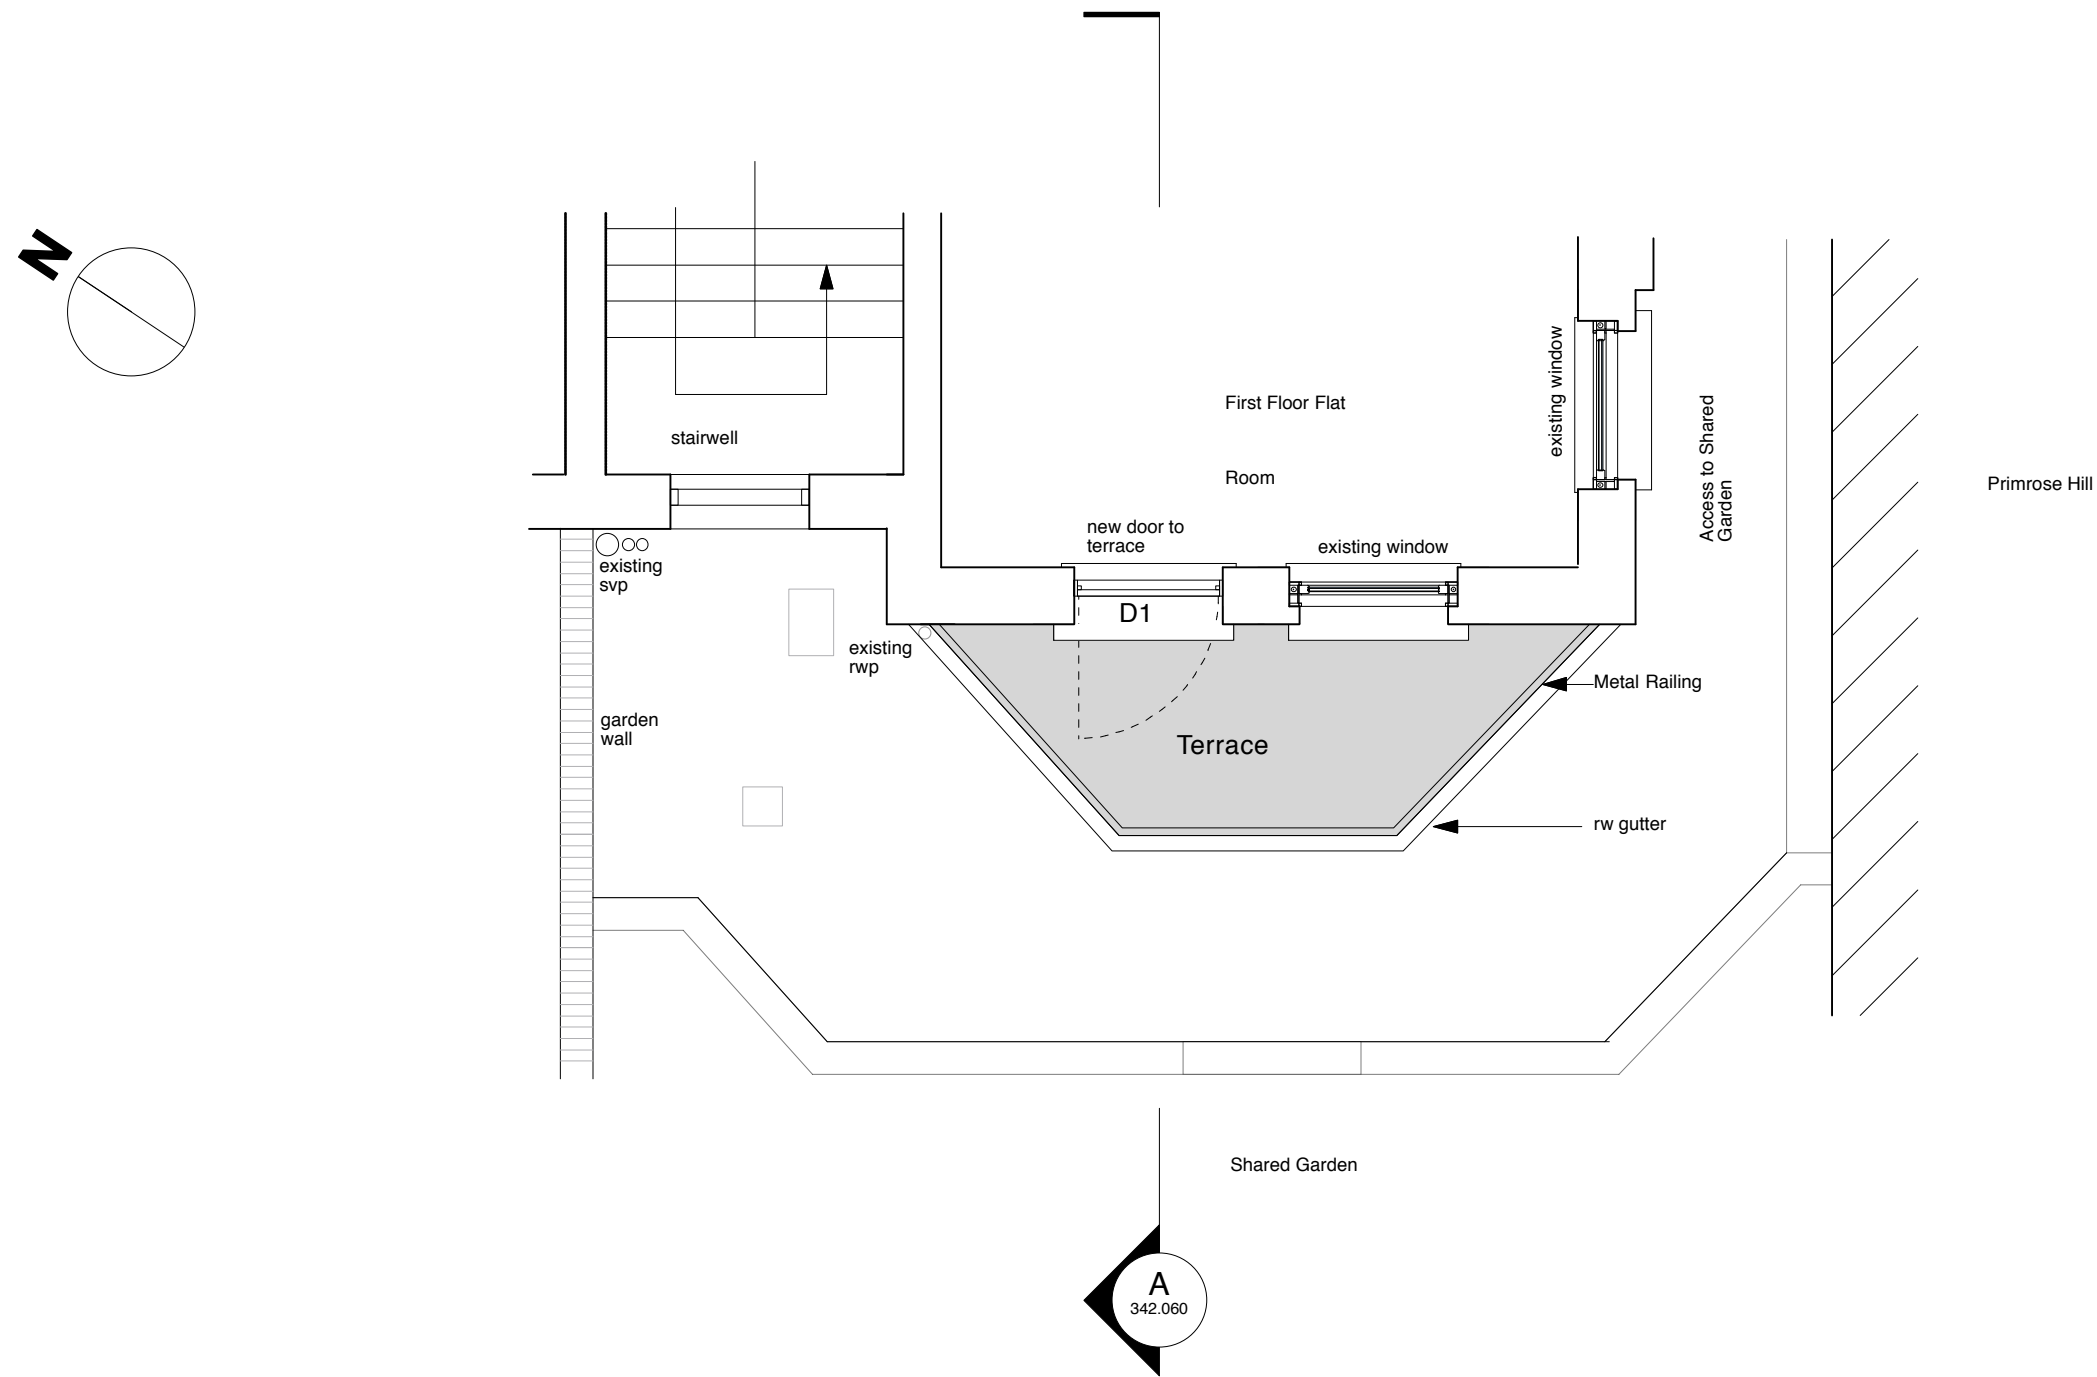 N
First Floor Flat
existing window
Access to Shared
Garden
stairwell
Room
Primrose Hill
new door to
terrace
existing window
existing
svp
D1
existing
rwp
Metal Railing
garden
wall
Terrace
rw gutter
Shared Garden
A
342.060